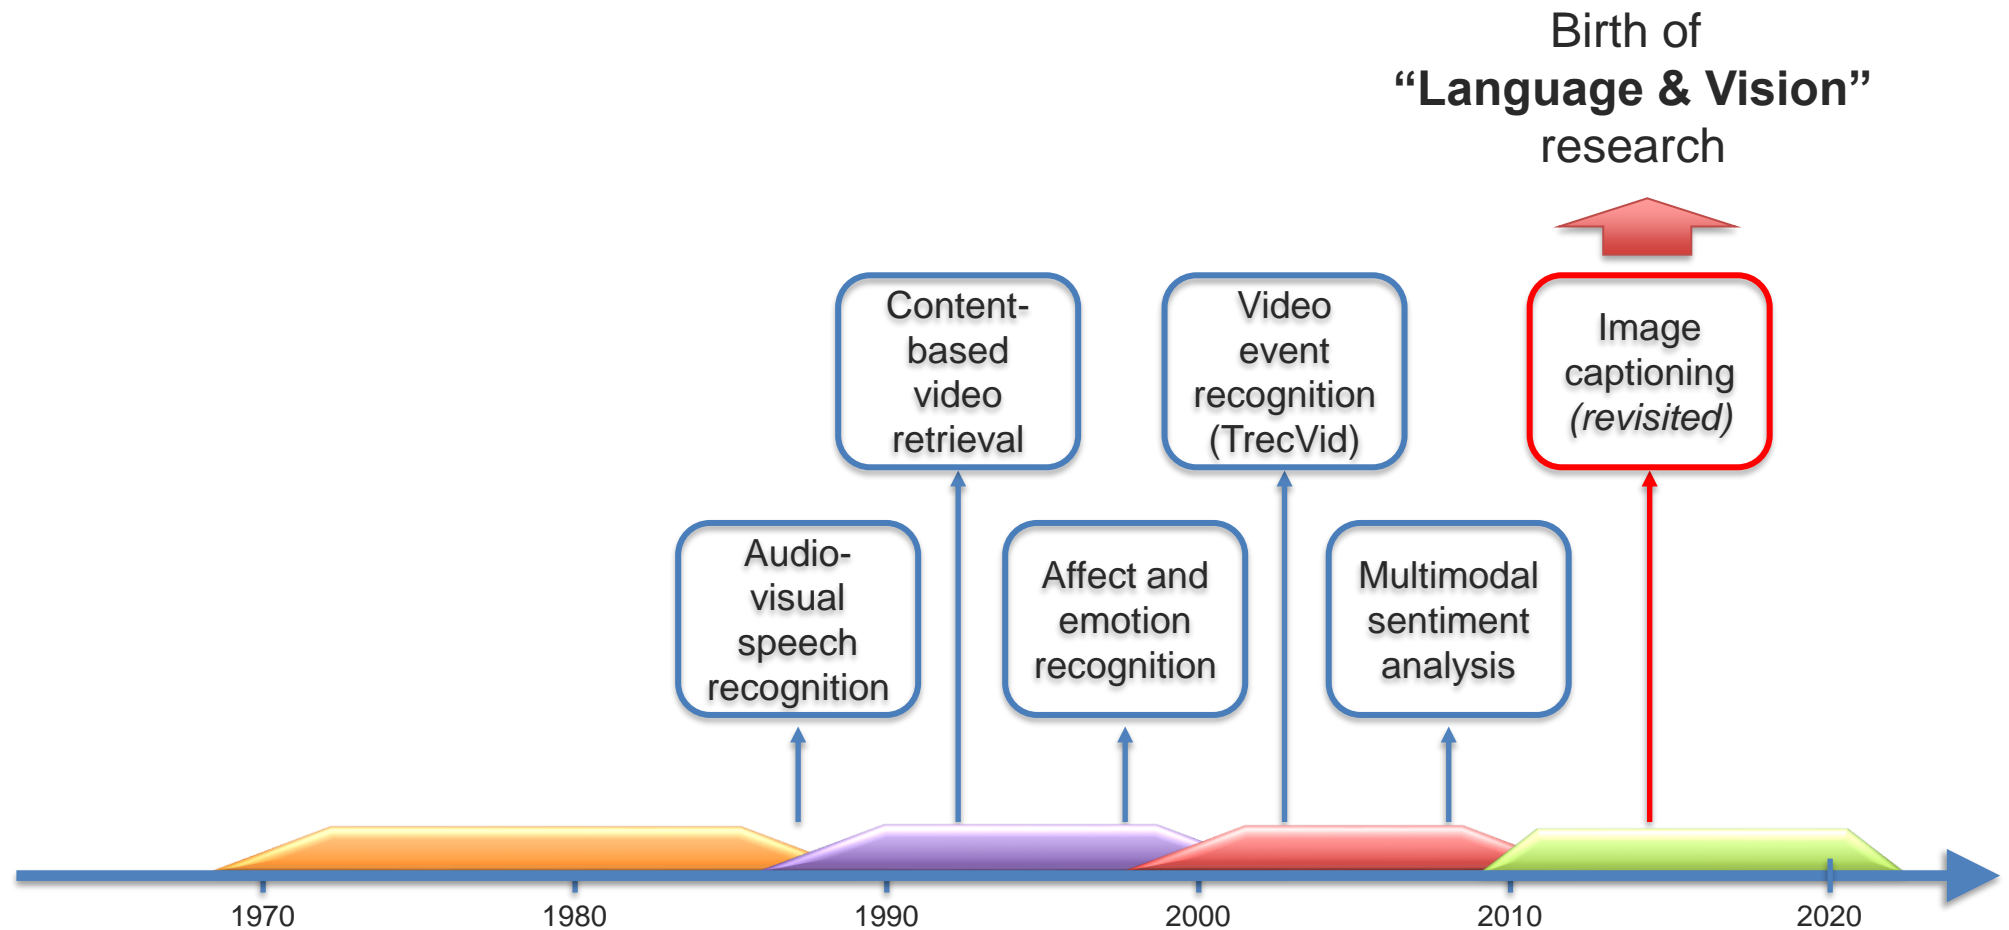 Birth of
“Language & Vision”
research
Content-
based
video
retrieval
Video
event
recognition
(TrecVid)
Image
captioning
(revisited)
Audio-
visual
speech
recognition
Affect and
emotion
recognition
Multimodal
sentiment
analysis
1970
1980
1990
2000
2010
2020